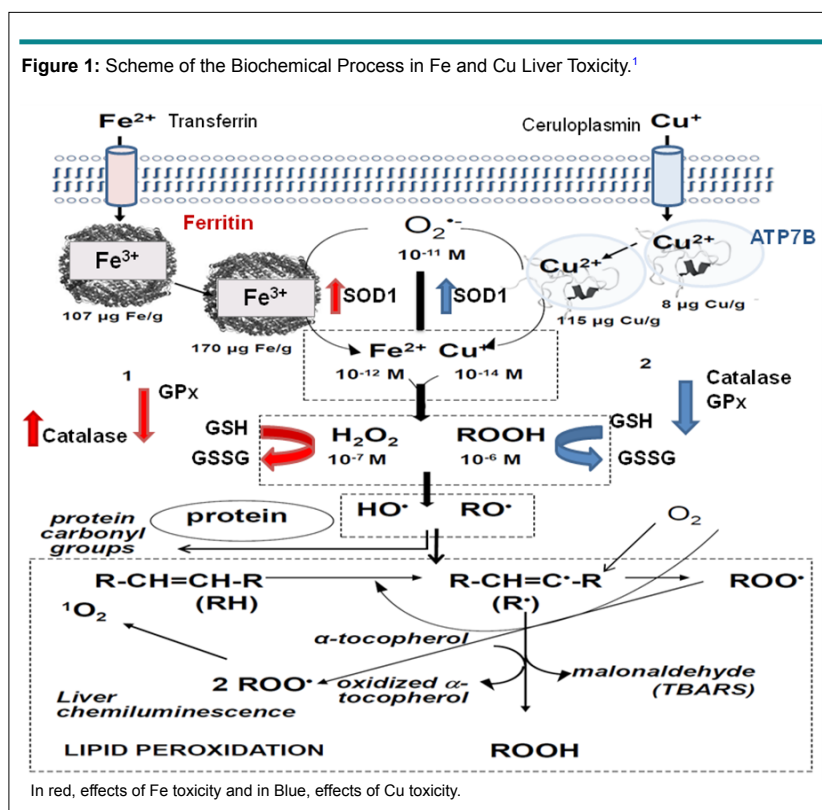 Figure 1: Scheme of the Biochemical Process in Fe and Cu Liver Toxicity.¹
Fe²⁺ Transferrin
Ceruloplasmin Cu⁺
Ferritin
O₂•⁻
10⁻¹¹ M
Cu²⁺
ATP7B
Fe³⁺
Cu²⁺
107 µg Fe/g
Fe³⁺
SOD1
SOD1
8 µg Cu/g
115 µg Cu/g
170 µg Fe/g
Fe²⁺ Cu⁺
10⁻¹² M
10⁻¹⁴ M
1
2
GPx
Catalase
Catalase
GPx
GSH
GSSG
H₂O₂
10⁻⁷ M
ROOH
10⁻⁶ M
GSH
GSSG
HO•
RO•
protein
protein
carbonyl
groups
O₂
R-CH=CH-R
(RH)
R-CH=C•-R
(R•)
ROO•
¹O₂
α-tocopherol
2 ROO•
oxidized α-
tocopherol
malonaldehyde
(TBARS)
Liver
chemiluminescence
LIPID PEROXIDATION
ROOH
In red, effects of Fe toxicity and in Blue, effects of Cu toxicity.